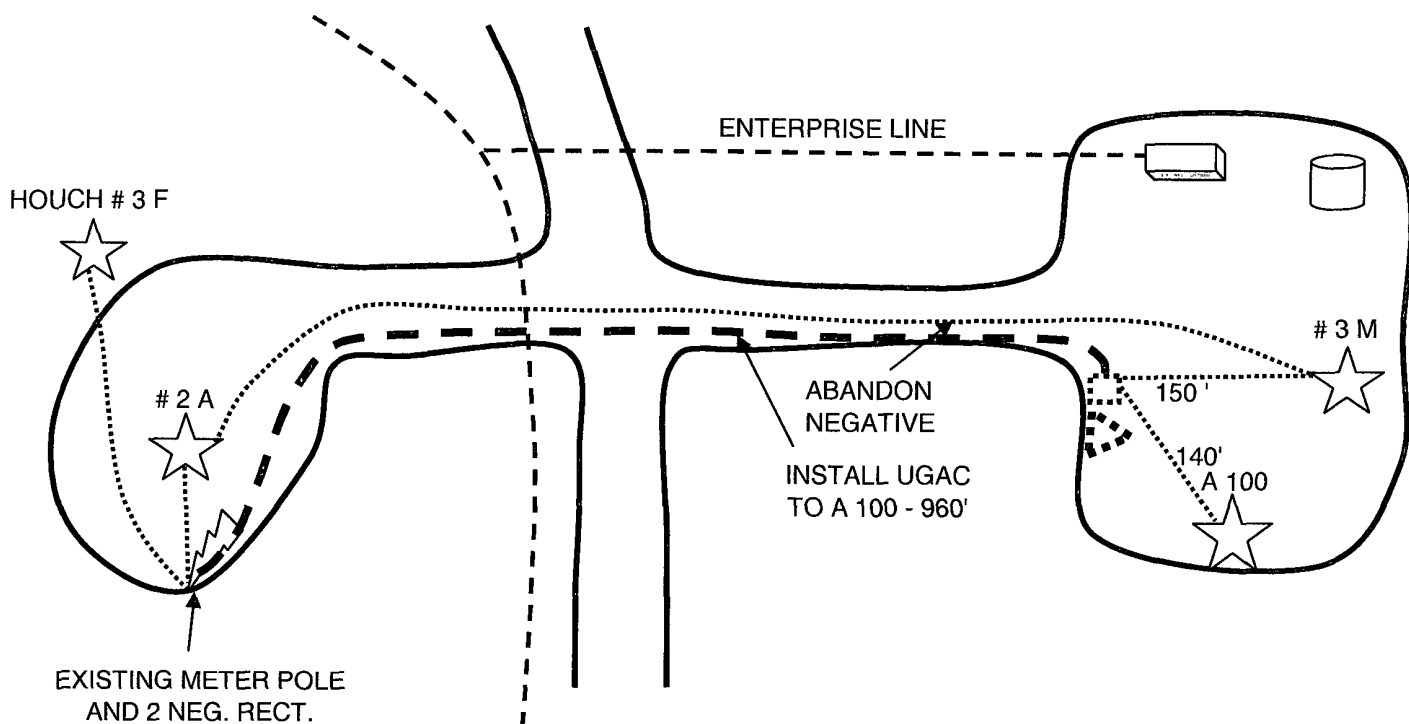 ENTERPRISE LINE
HOUCH # 3 F
# 2 A
# 3 M
150 '
ABANDON
NEGATIVE
140'
A 100
INSTALL UGAC
TO A 100 - 960'
EXISTING METER POLE
AND 2 NEG. RECT.